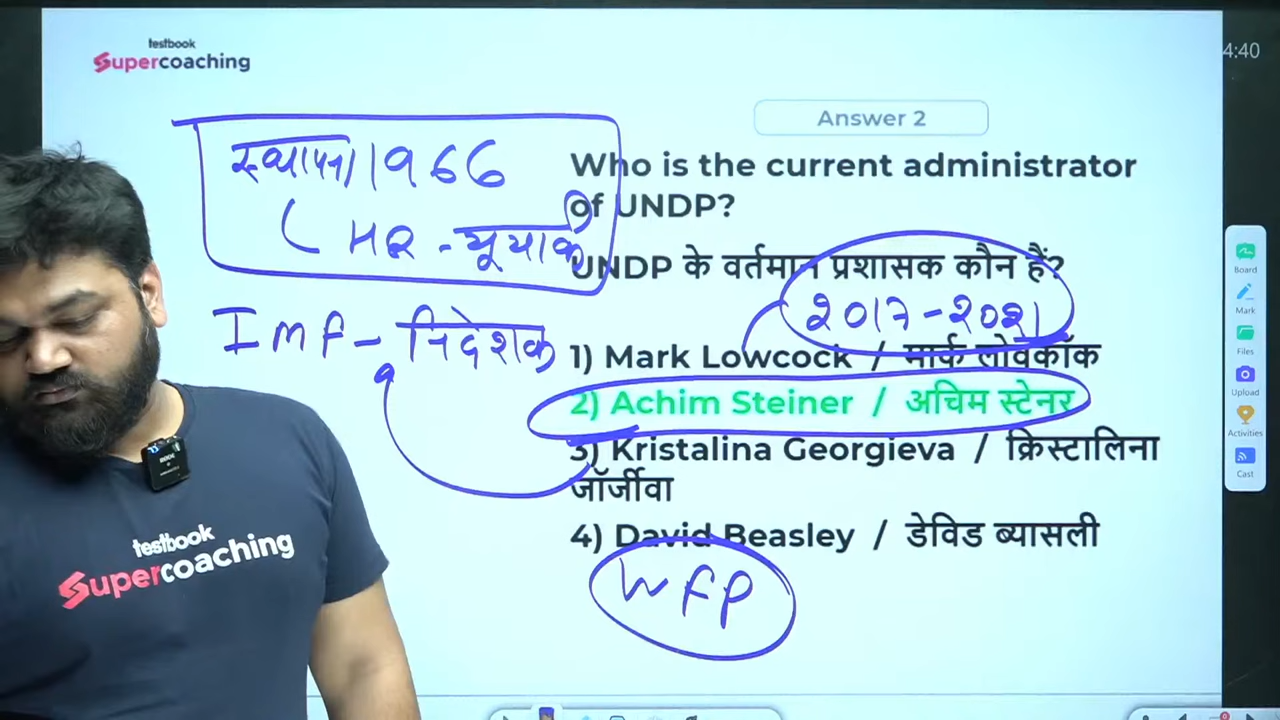 testbook
Supercoaching
4:40
Answer 2
स्थापना 1966
HQ - न्यूयार्क
Who is the current administrator
of UNDP?
UNDP के वर्तमान प्रशासक कौन हैं?
2017-2021
IMF - निदेशक
1) Mark Lowcock / मार्क लोवकॉक
2) Achim Steiner / अचिम स्टेनर
3) Kristalina Georgieva / क्रिस्टालिना
जॉर्जीवा
4) David Beasley / डेविड ब्यासली
WFP
testbook
Supercoaching
Board
Mark
Files
Upload
Activities
Cast